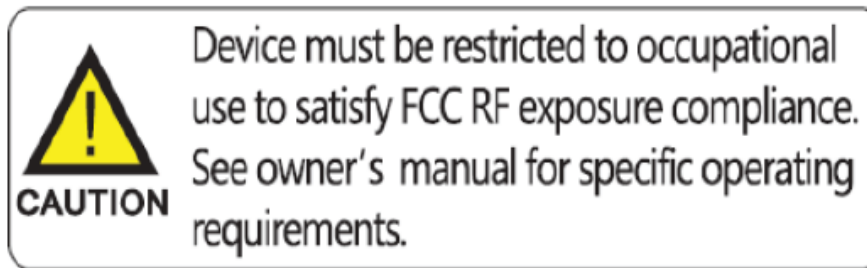 Device must be restricted to occupational
use to satisfy FCC RF exposure compliance.
See owner's manual for specific operating
requirements.
!
CAUTION